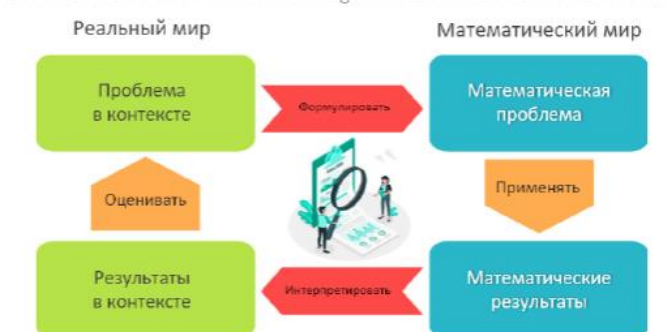 Реальный мир
Математический мир
Проблема
в контексте
Формулировать
Математическая
проблема
Оценивать
Применять
Результаты
в контексте
Интерпретировать
Математические
результаты